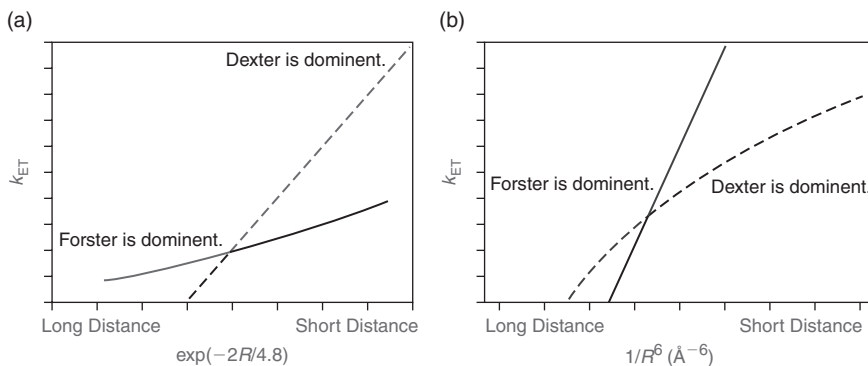 (a)
Dexter is dominent.
Forster is dominent.
k_ET
Long Distance Short Distance
exp(−2R/4.8)
(b)
Forster is dominent.
Dexter is dominent.
k_ET
Long Distance Short Distance
1/R⁶ (Å⁻⁶)